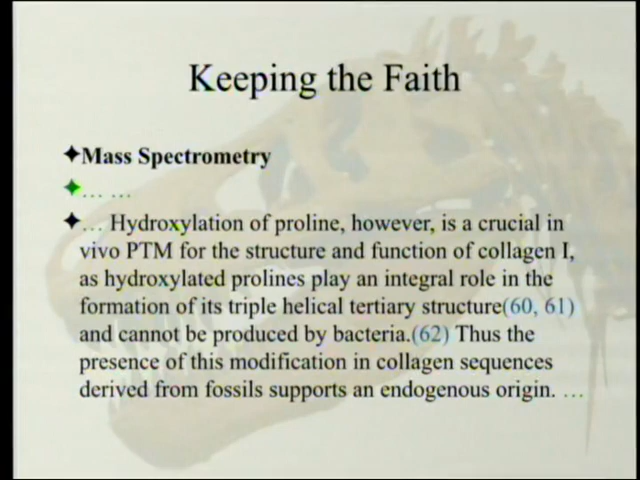 Keeping the Faith
Mass Spectrometry
… …
… Hydroxylation of proline, however, is a crucial in
vivo PTM for the structure and function of collagen I,
as hydroxylated prolines play an integral role in the
formation of its triple helical tertiary structure(60, 61)
and cannot be produced by bacteria.(62) Thus the
presence of this modification in collagen sequences
derived from fossils supports an endogenous origin. …